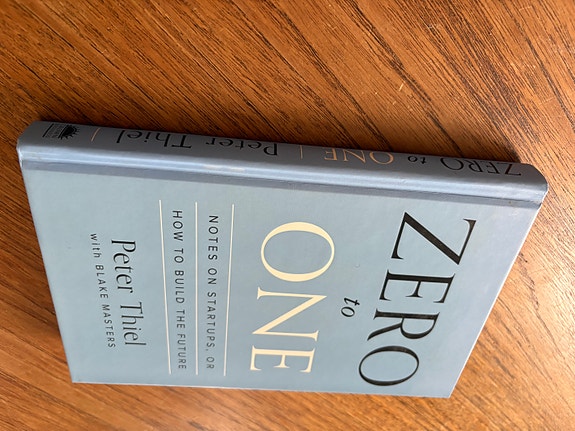 ZERO to ONE | Peter Thiel
ZERO
to
ONE
NOTES ON STARTUPS, OR
HOW TO BUILD THE FUTURE
Peter Thiel
with BLAKE MASTERS